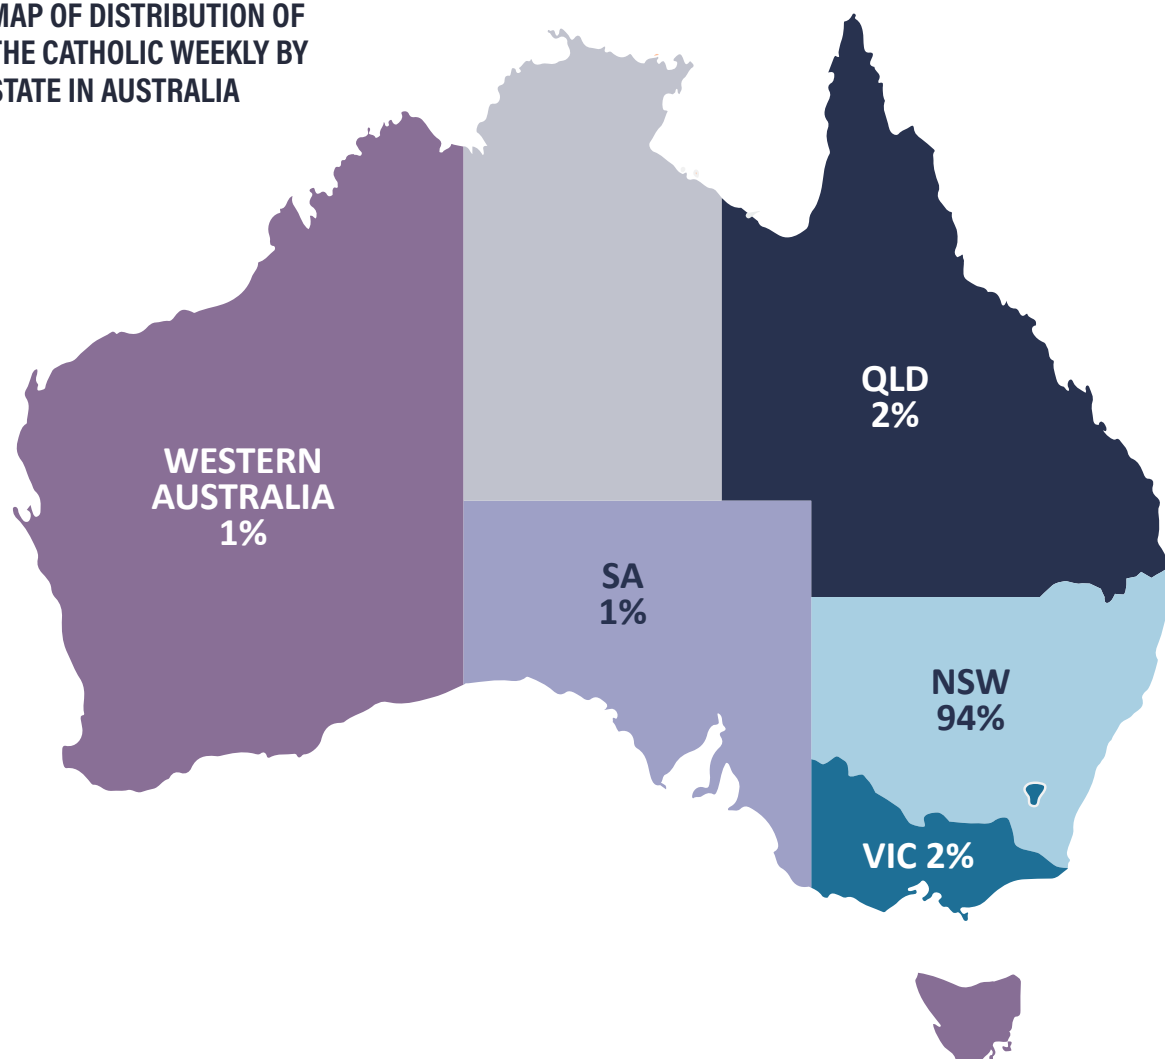 MAP OF DISTRIBUTION OF
THE CATHOLIC WEEKLY BY
STATE IN AUSTRALIA
QLD
2%
WESTERN
AUSTRALIA
1%
SA
1%
NSW
94%
VIC 2%